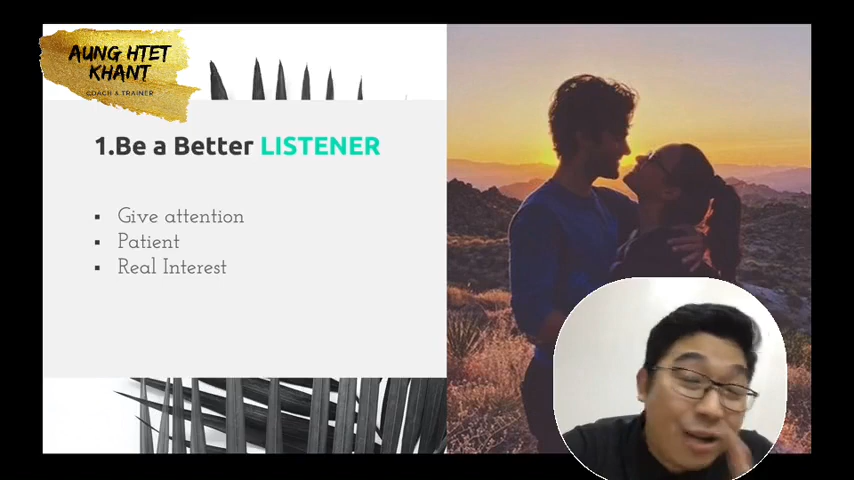 AUNG HTET
KHANT
COACH & TRAINER
1.Be a Better LISTENER
▪ Give attention
▪ Patient
▪ Real Interest